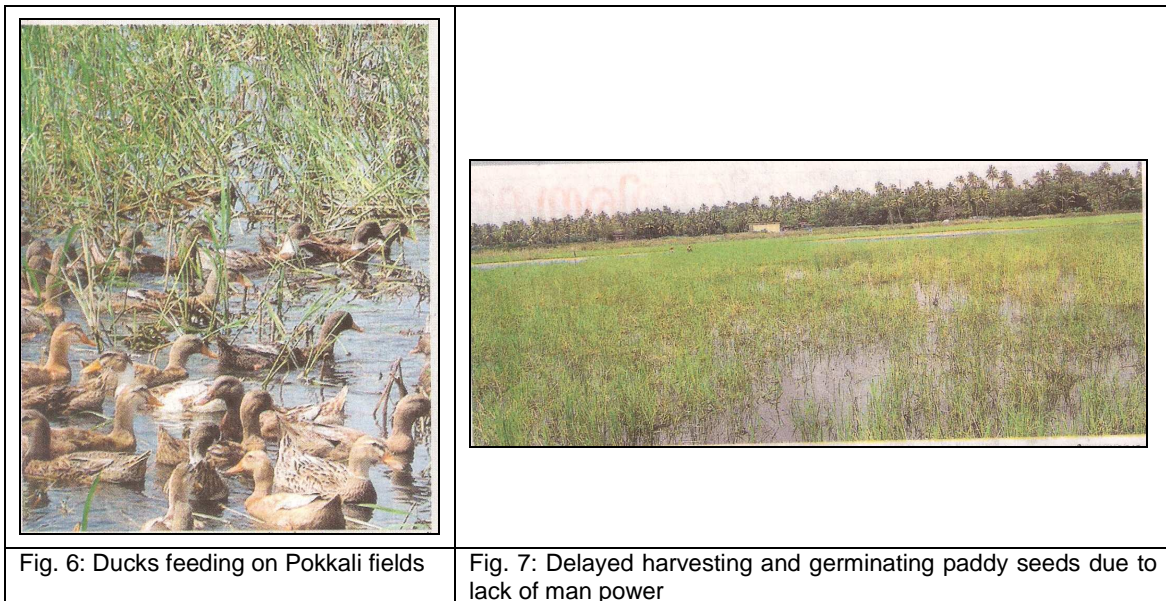 Fig. 6: Ducks feeding on Pokkali fields
Fig. 7: Delayed harvesting and germinating paddy seeds due to
lack of man power